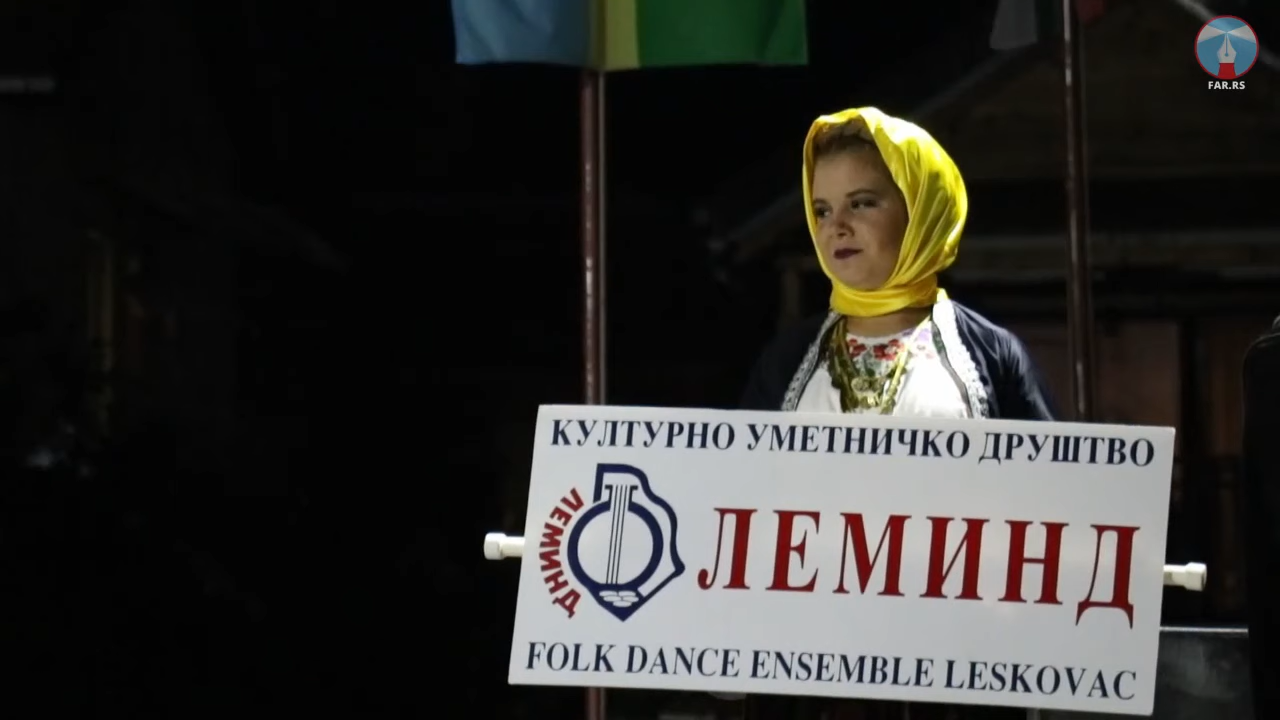 FAR.RS
КУЛТУРНО УМЕТНИЧКО ДРУШТВО
ЛЕМИНД
ЛЕМИНД
FOLK DANCE ENSEMBLE LESKOVAC